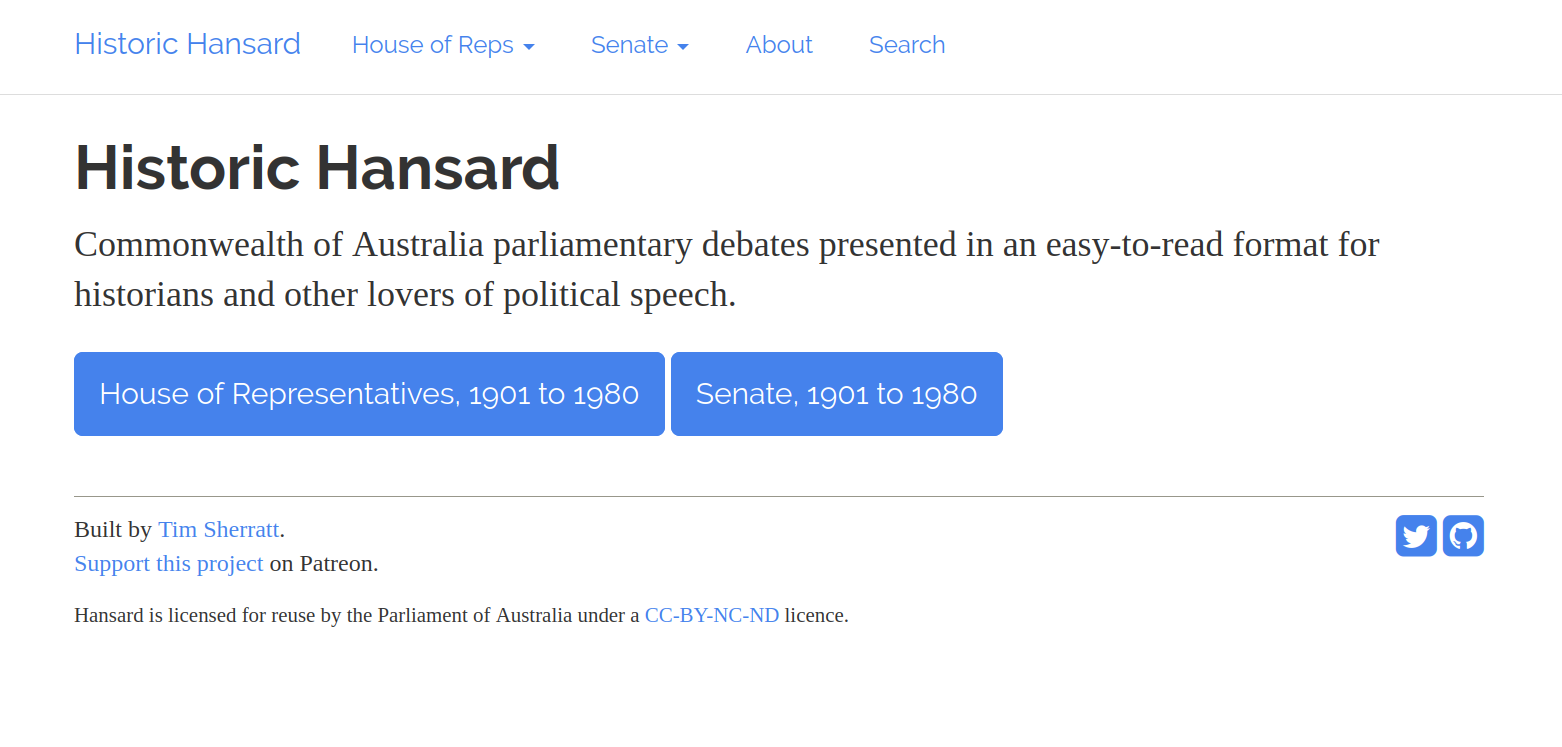 Historic Hansard House of Reps Senate About Search
Historic Hansard
Commonwealth of Australia parliamentary debates presented in an easy-to-read format for
historians and other lovers of political speech.
House of Representatives, 1901 to 1980 Senate, 1901 to 1980
Built by Tim Sherratt.
Support this project on Patreon.
Hansard is licensed for reuse by the Parliament of Australia under a CC-BY-NC-ND licence.